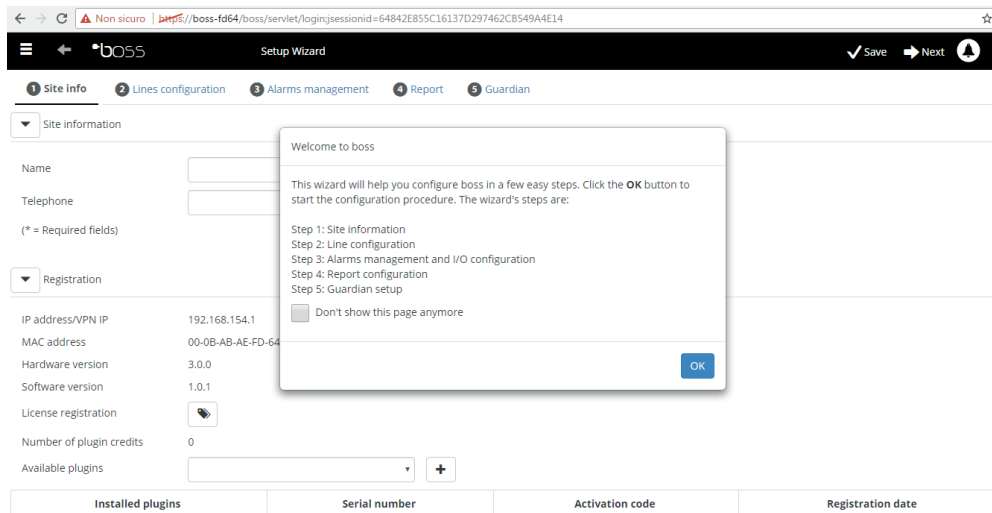 Non sicuro | https://boss-fd64/boss/servlet/login;jsessionid=64842E855C16137D297462CB549A4E14
boss Setup Wizard Save Next
1 Site info 2 Lines configuration 3 Alarms management 4 Report 5 Guardian
Site information
Name
Telephone
(* = Required fields)
Welcome to boss
This wizard will help you configure boss in a few easy steps. Click the OK button to
start the configuration procedure. The wizard's steps are:
Step 1: Site information
Step 2: Line configuration
Step 3: Alarms management and I/O configuration
Step 4: Report configuration
Step 5: Guardian setup
Don't show this page anymore
OK
Registration
IP address/VPN IP 192.168.154.1
MAC address 00-0B-AB-AE-FD-64
Hardware version 3.0.0
Software version 1.0.1
License registration
Number of plugin credits 0
Available plugins
Installed plugins Serial number Activation code Registration date